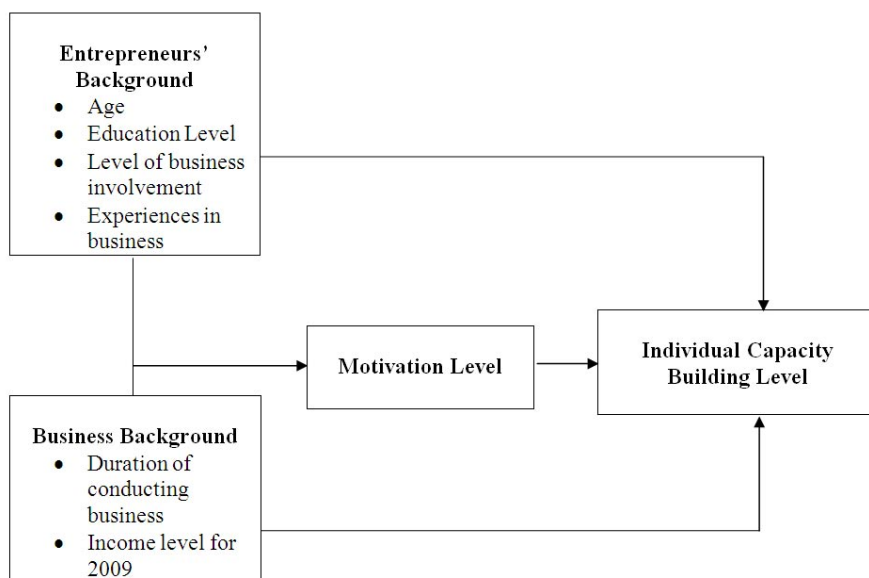 Entrepreneurs’
Background
● Age
● Education Level
● Level of business
involvement
● Experiences in
business
Motivation Level
Individual Capacity
Building Level
Business Background
● Duration of
conducting
business
● Income level for
2009